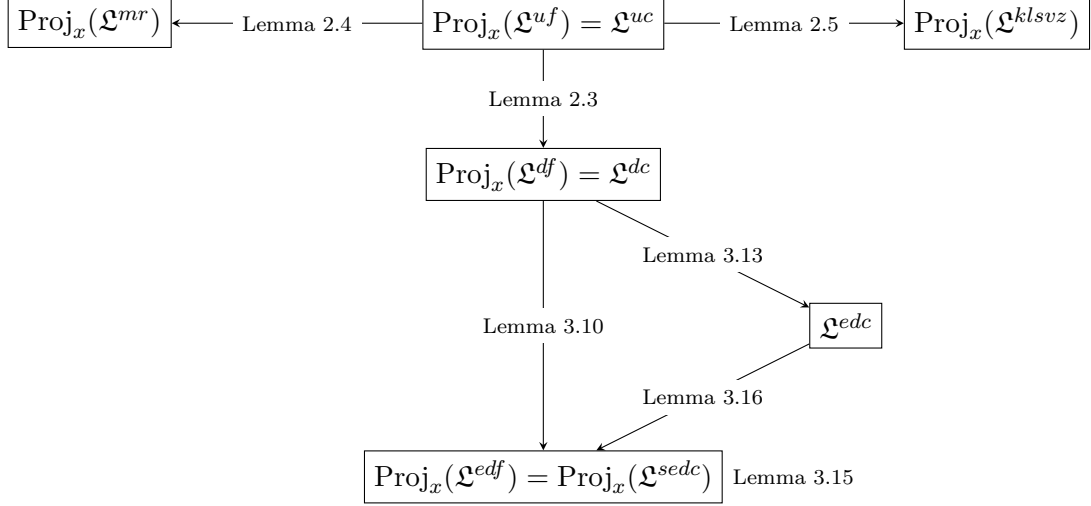 Proj_x(𝔏^{mr}) Lemma 2.4 Proj_x(𝔏^{uf}) = 𝔏^{uc} Lemma 2.5 Proj_x(𝔏^{klsvz})
Lemma 2.3
Proj_x(𝔏^{df}) = 𝔏^{dc}
Lemma 3.13
Lemma 3.10 𝔏^{edc}
Lemma 3.16
Proj_x(𝔏^{edf}) = Proj_x(𝔏^{sedc}) Lemma 3.15